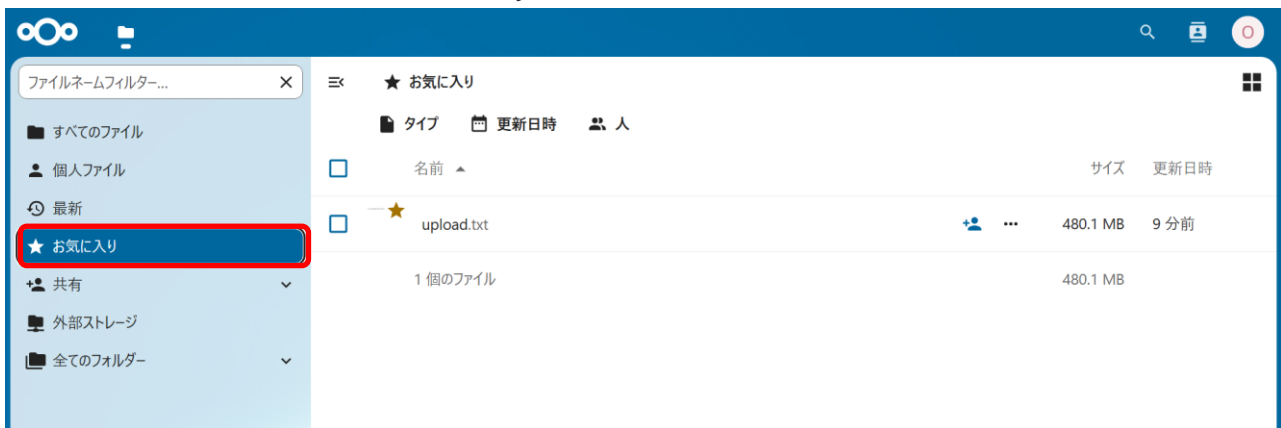 O
ファイルネームフィルター...
すべてのファイル
個人ファイル
最新
お気に入り
共有
外部ストレージ
全てのフォルダー
お気に入り
タイプ 更新日時 人
名前 サイズ 更新日時
upload.txt 480.1 MB 9 分前
1 個のファイル 480.1 MB